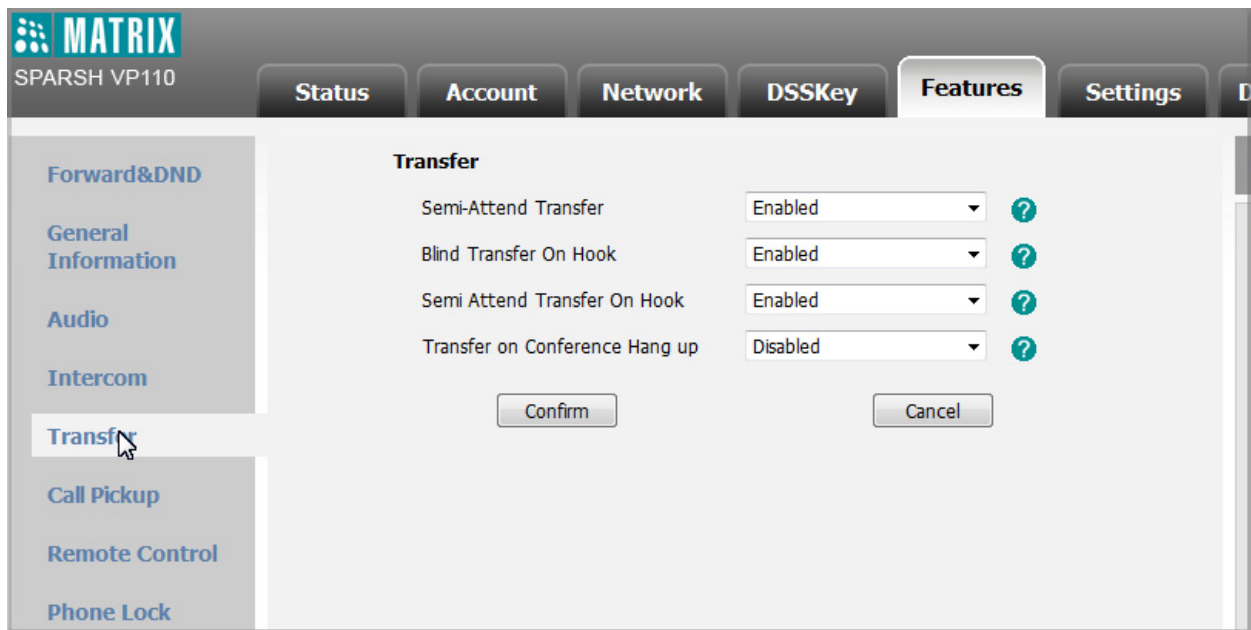 MATRIX
SPARSH VP110
Status Account Network DSSKey Features Settings
Forward&DND
General
Information
Audio
Intercom
Transfer
Call Pickup
Remote Control
Phone Lock
Transfer
Semi-Attend Transfer Enabled ?
Blind Transfer On Hook Enabled ?
Semi Attend Transfer On Hook Enabled ?
Transfer on Conference Hang up Disabled ?
Confirm Cancel